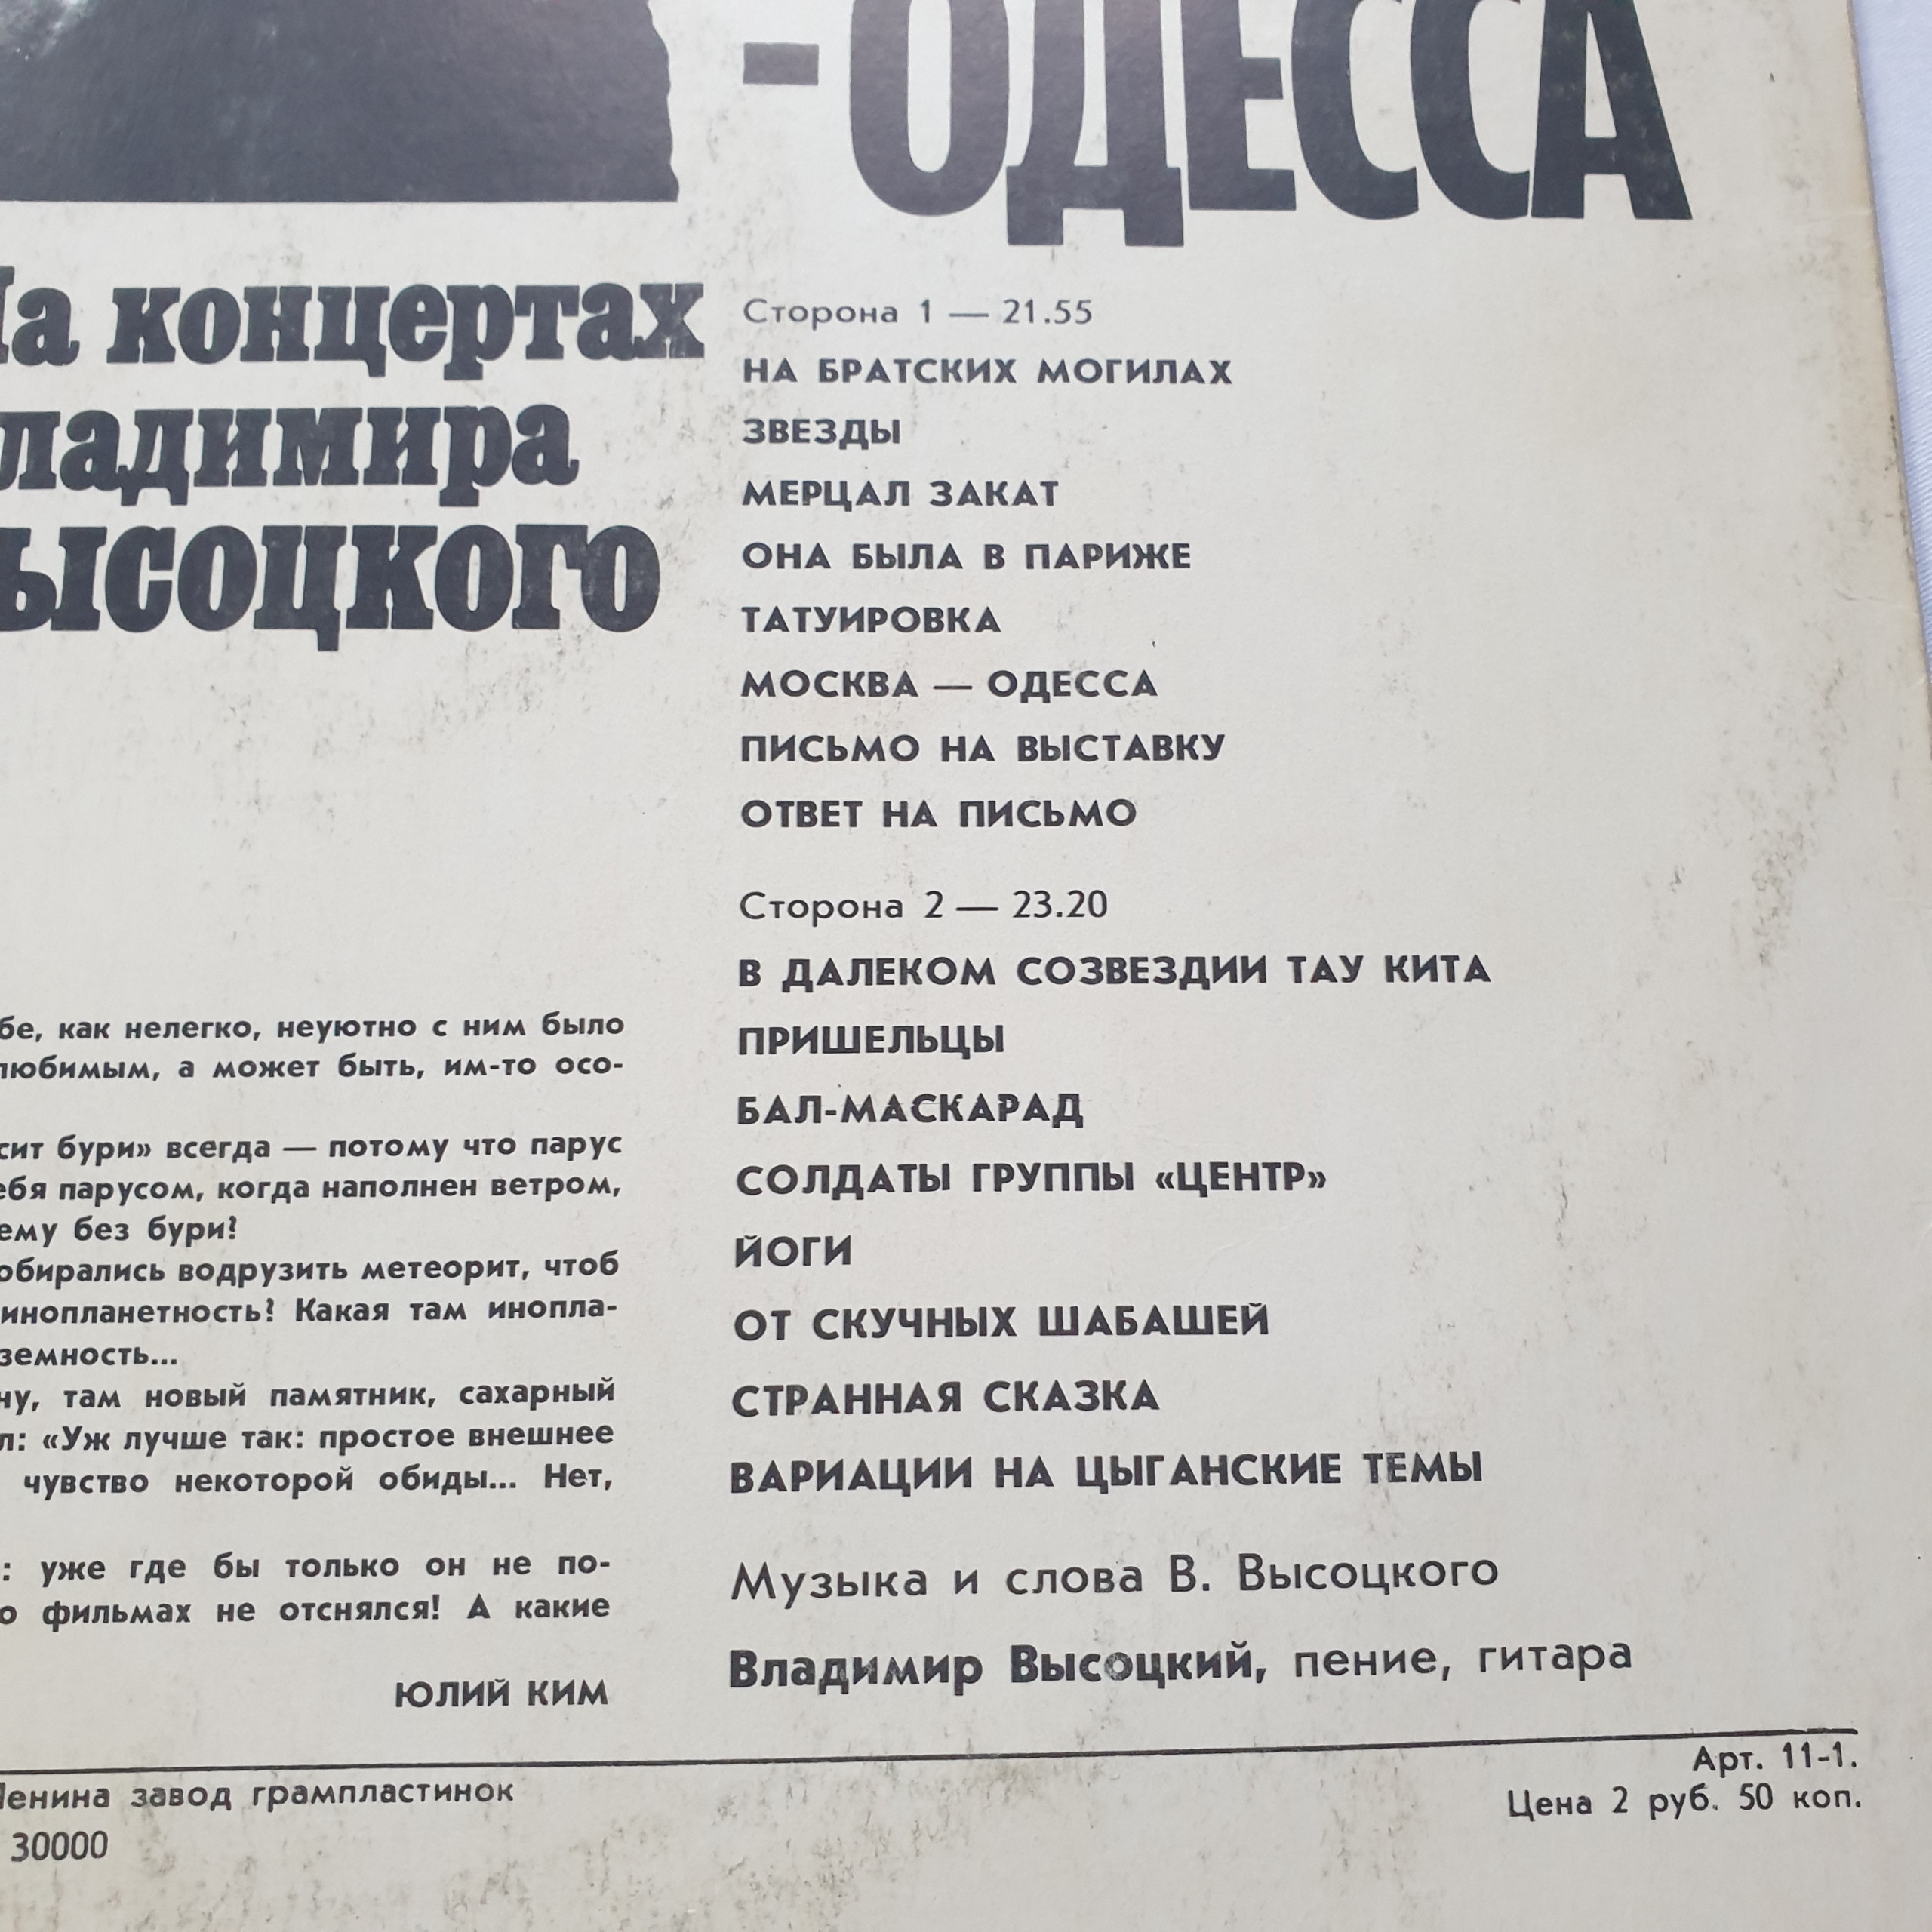 -ОДЕССА
На концертах
Владимира
Высоцкого
Сторона 1 — 21.55
НА БРАТСКИХ МОГИЛАХ
ЗВЕЗДЫ
МЕРЦАЛ ЗАКАТ
ОНА БЫЛА В ПАРИЖЕ
ТАТУИРОВКА
МОСКВА — ОДЕССА
ПИСЬМО НА ВЫСТАВКУ
ОТВЕТ НА ПИСЬМО
Сторона 2 — 23.20
В ДАЛЕКОМ СОЗВЕЗДИИ ТАУ КИТА
ПРИШЕЛЬЦЫ
БАЛ-МАСКАРАД
СОЛДАТЫ ГРУППЫ «ЦЕНТР»
ЙОГИ
ОТ СКУЧНЫХ ШАБАШЕЙ
СТРАННАЯ СКАЗКА
ВАРИАЦИИ НА ЦЫГАНСКИЕ ТЕМЫ
Музыка и слова В. Высоцкого
Владимир Высоцкий, пение, гитара
бе, как нелегко, неуютно с ним было
любимым, а может быть, им-то осо-
сит бури» всегда — потому что парус
ебя парусом, когда наполнен ветром,
ему без бури?
обирались водрузить метеорит, чтоб
инопланетность? Какая там инопла-
земность...
ну, там новый памятник, сахарный
л: «Уж лучше так: простое внешнее
чувство некоторой обиды... Нет,
: уже где бы только он не по-
о фильмах не отснялся! А какие
ЮЛИЙ КИМ
Ленина завод грампластинок
30000
Арт. 11-1.
Цена 2 руб. 50 коп.